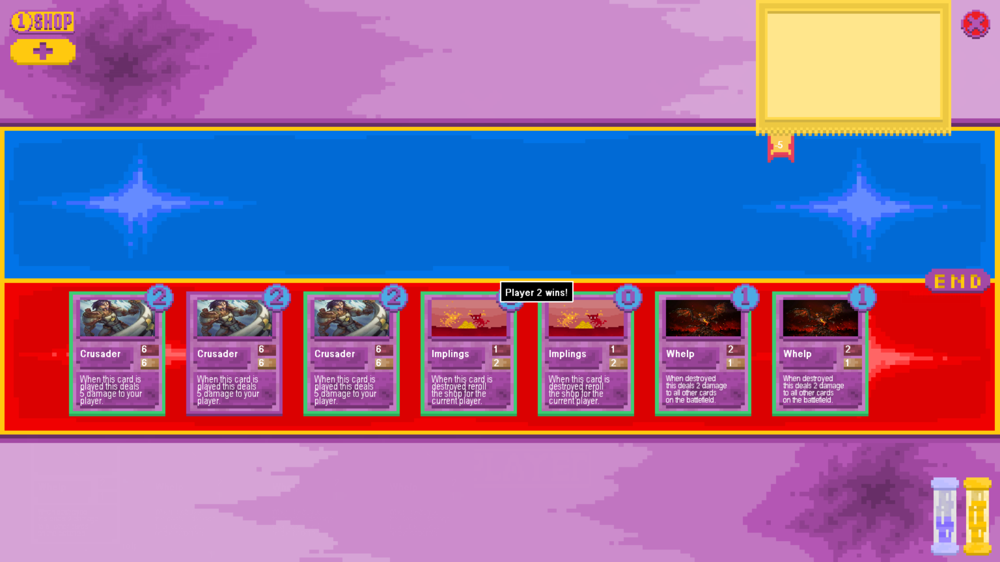 1 SHOP
+
-5
END
Player 2 wins!
2
Crusader
6
6
When this card is
played this deals
5 damage to your
player.
2
Crusader
6
6
When this card is
played this deals
5 damage to your
player.
2
Crusader
6
6
When this card is
played this deals
5 damage to your
player.
Implings
1
2
When this card is
destroyed reroll
the shop for the
current player.
0
Implings
1
2
When this card is
destroyed reroll
the shop for the
current player.
1
Whelp
2
1
When destroyed
this deals 2 damage
to all other cards
on the battlefield.
1
Whelp
2
1
When destroyed
this deals 2 damage
to all other cards
on the battlefield.